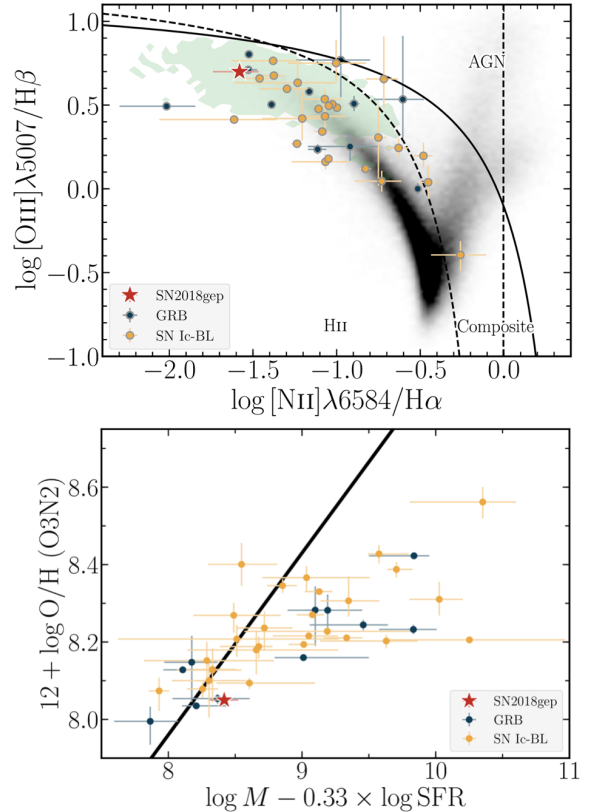 1.0
0.5
0.0
−0.5
−1.0
log [OIII]λ5007/Hβ
AGN
HII
Composite
SN2018gep
GRB
SN Ic-BL
−2.0 −1.5 −1.0 −0.5 0.0
log [NII]λ6584/Hα
8.6
8.4
8.2
8.0
12 + log O/H (O3N2)
SN2018gep
GRB
SN Ic-BL
8 9 10 11
log M − 0.33 × log SFR